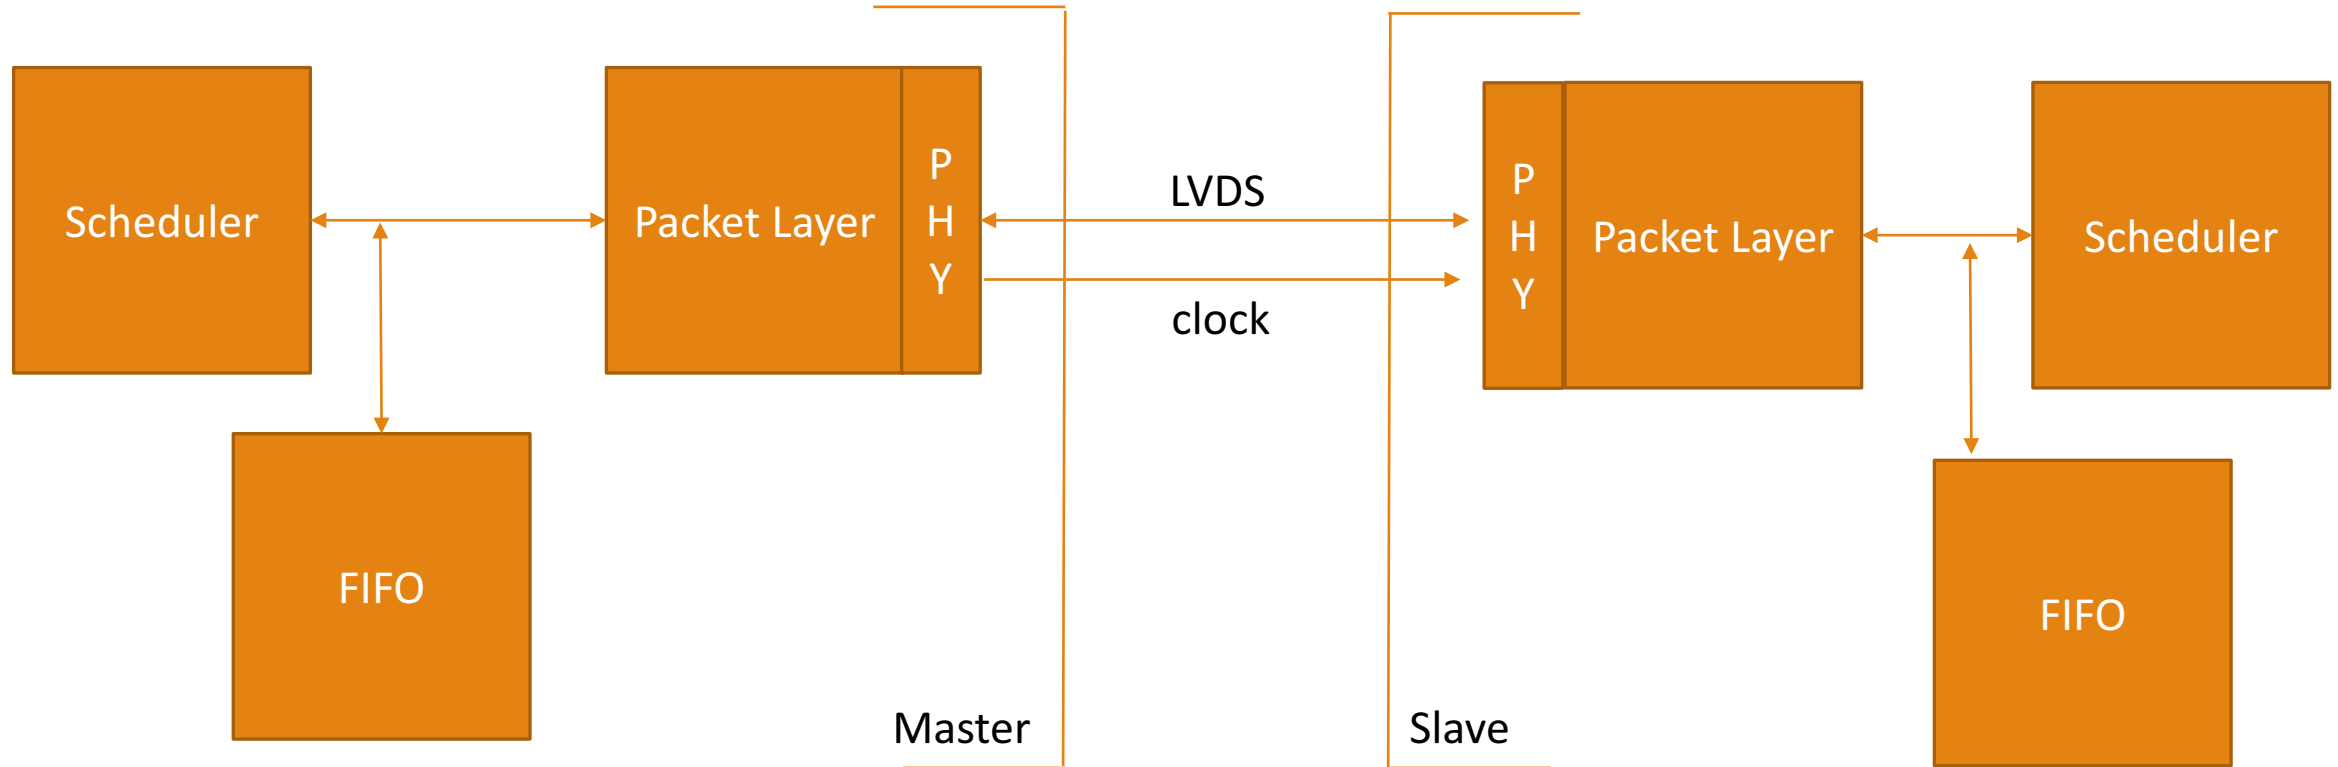 Scheduler
Packet Layer
P
H
Y
LVDS
clock
P
H
Y
Packet Layer
Scheduler
FIFO
FIFO
Master
Slave